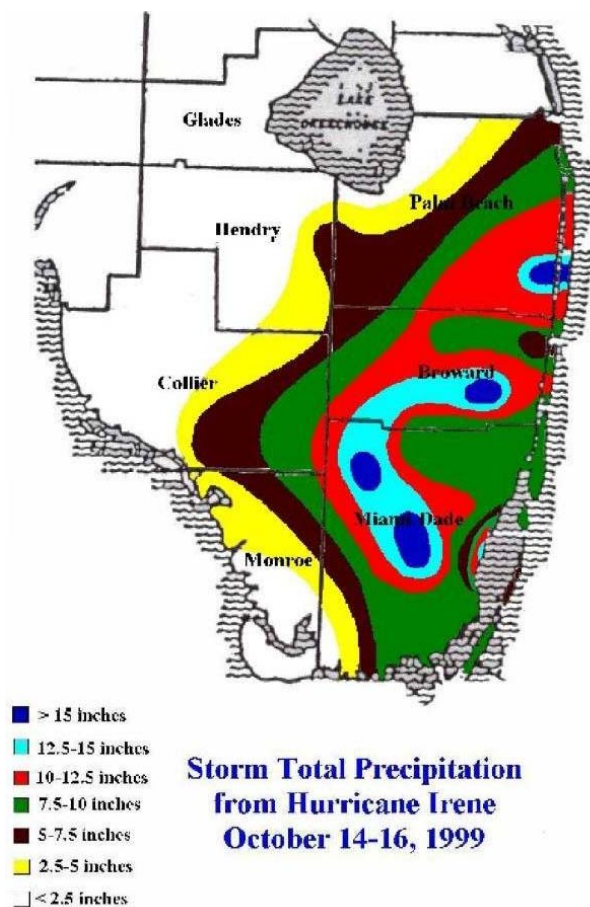 LAKE
OKEECHOBEE
Glades
Palm Beach
Hendry
Collier
Broward
Miami Dade
Monroe
> 15 inches
12.5-15 inches
10-12.5 inches
7.5-10 inches
5-7.5 inches
2.5-5 inches
< 2.5 inches
Storm Total Precipitation
from Hurricane Irene
October 14-16, 1999